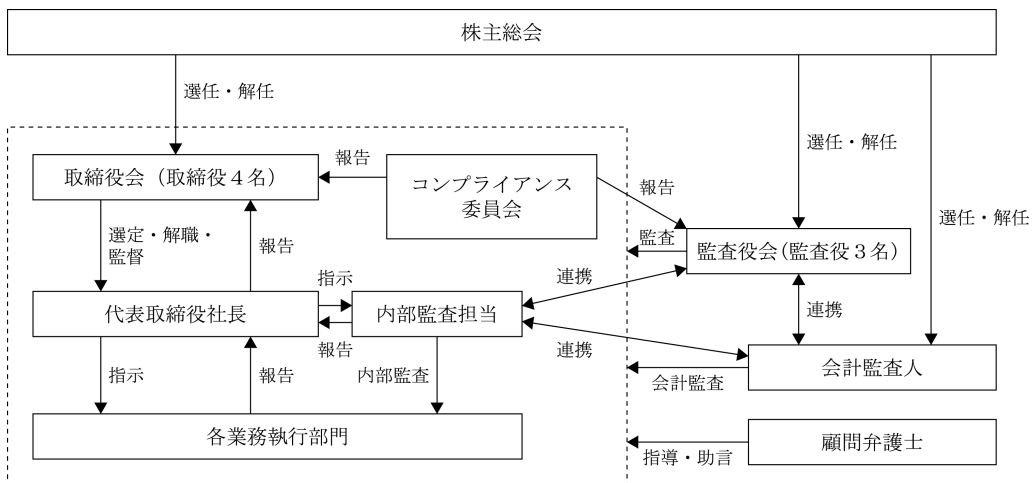 株主総会
選任・解任
選任・解任
選任・解任
取締役会（取締役４名）
報告
コンプライアンス
委員会
報告
監査役会（監査役３名）
監査
選定・解職・
監督
報告
指示
連携
代表取締役社長
内部監査担当
報告
連携
連携
会計監査人
会計監査
指示
報告
内部監査
各業務執行部門
顧問弁護士
指導・助言